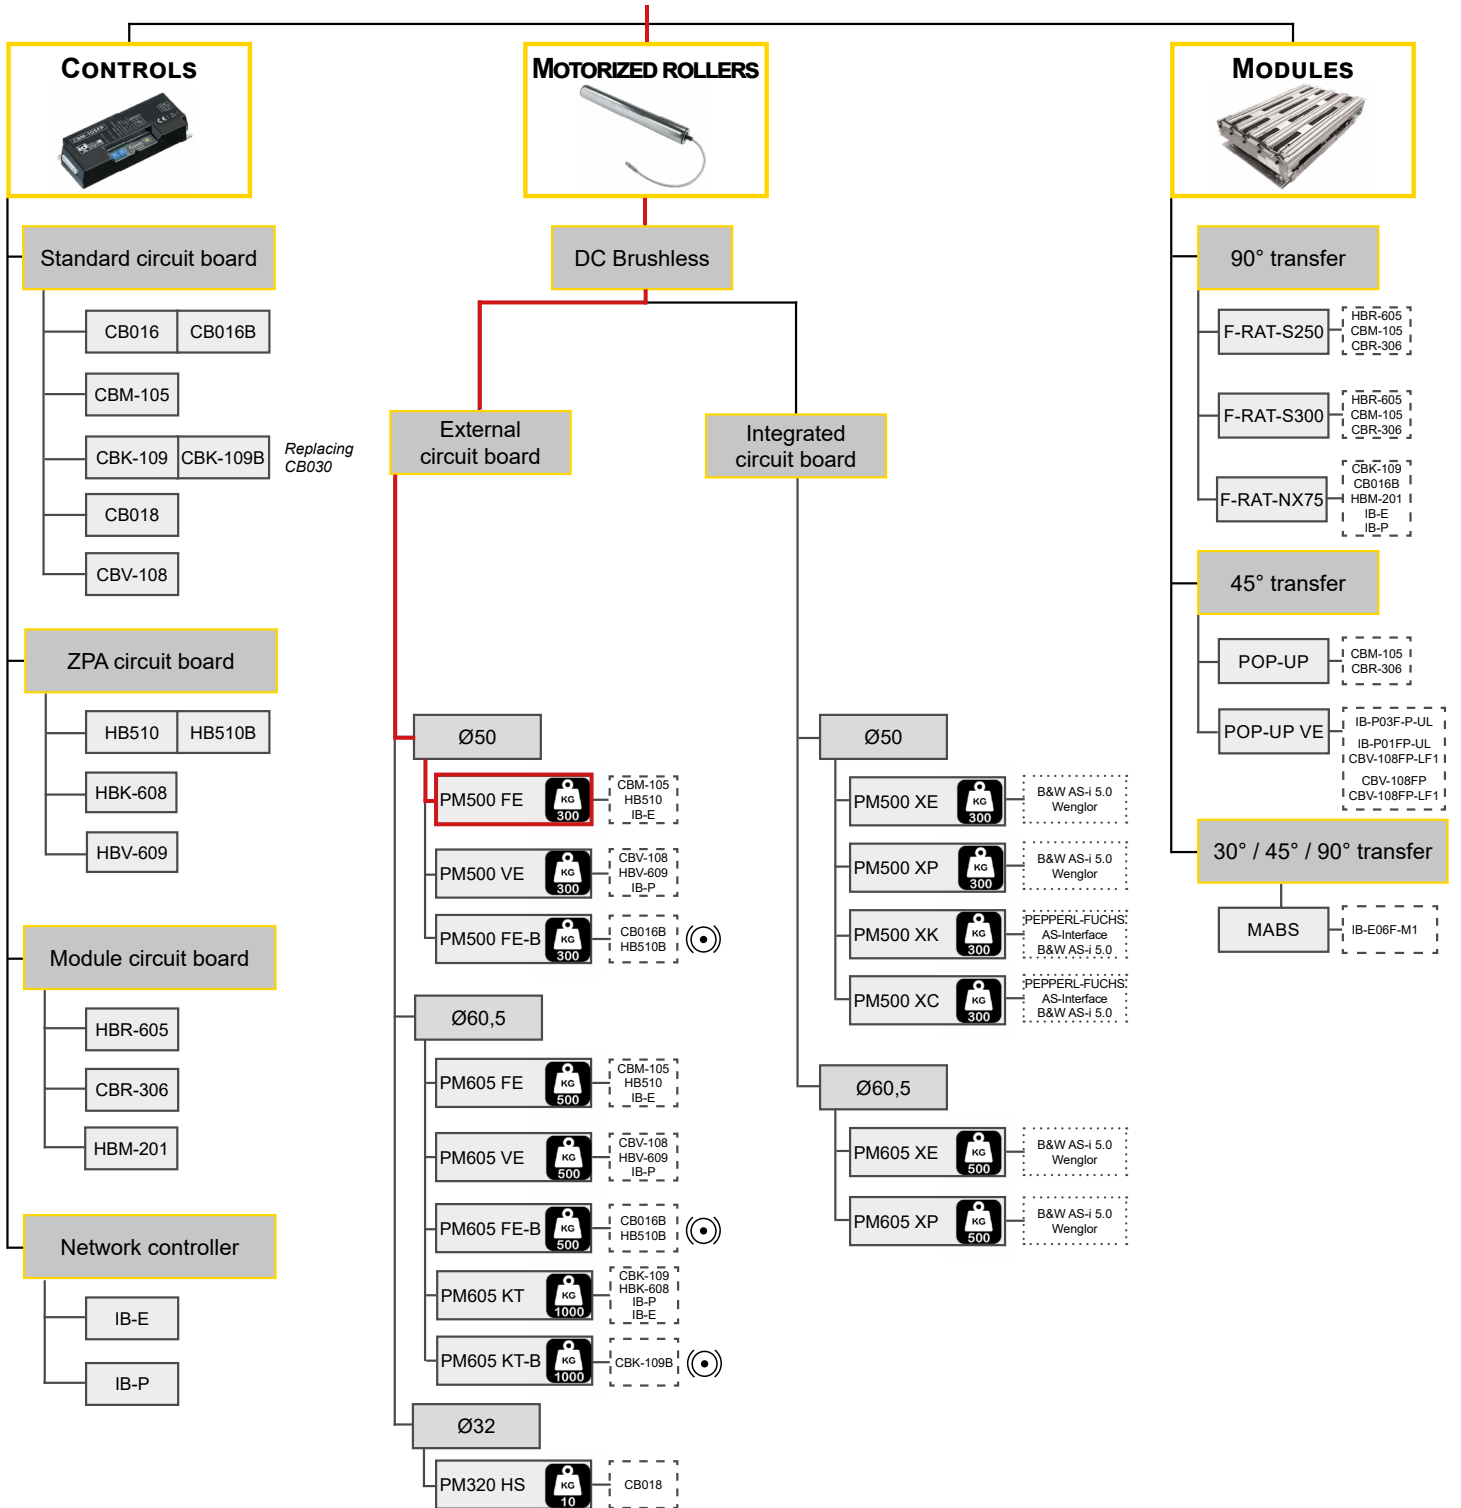 CONTROLS
CBM-105FP
Standard circuit board
CB016
CB016B
CBM-105
CBK-109
CBK-109B
Replacing
CB030
CB018
CBV-108
ZPA circuit board
HB510
HB510B
HBK-608
HBV-609
Module circuit board
HBR-605
CBR-306
HBM-201
Network controller
IB-E
IB-P
MOTORIZED ROLLERS
DC Brushless
External
circuit board
Ø50
PM500 FE
KG
300
CBM-105
HB510
IB-E
PM500 VE
KG
300
CBV-108
HBV-609
IB-P
PM500 FE-B
KG
300
CB016B
HB510B
Ø60,5
PM605 FE
KG
500
CBM-105
HB510
IB-E
PM605 VE
KG
500
CBV-108
HBV-609
IB-P
PM605 FE-B
KG
500
CB016B
HB510B
PM605 KT
KG
1000
CBK-109
HBK-608
IB-P
IB-E
PM605 KT-B
KG
1000
CBK-109B
Ø32
PM320 HS
KG
10
CB018
Integrated
circuit board
Ø50
PM500 XE
KG
300
B&W AS-i 5.0
Wenglor
PM500 XP
KG
300
B&W AS-i 5.0
Wenglor
PM500 XK
KG
300
PEPPERL-FUCHS
AS-Interface
B&W AS-i 5.0
PM500 XC
KG
300
PEPPERL-FUCHS
AS-Interface
B&W AS-i 5.0
Ø60,5
PM605 XE
KG
500
B&W AS-i 5.0
Wenglor
PM605 XP
KG
500
B&W AS-i 5.0
Wenglor
MODULES
90° transfer
F-RAT-S250
HBR-605
CBM-105
CBR-306
F-RAT-S300
HBR-605
CBM-105
CBR-306
F-RAT-NX75
CBK-109
CB016B
HBM-201
IB-E
IB-P
45° transfer
POP-UP
CBM-105
CBR-306
POP-UP VE
IB-P03F-P-UL
IB-P01FP-UL
CBV-108FP-LF1
CBV-108FP
CBV-108FP-LF1
30° / 45° / 90° transfer
MABS
IB-E06F-M1